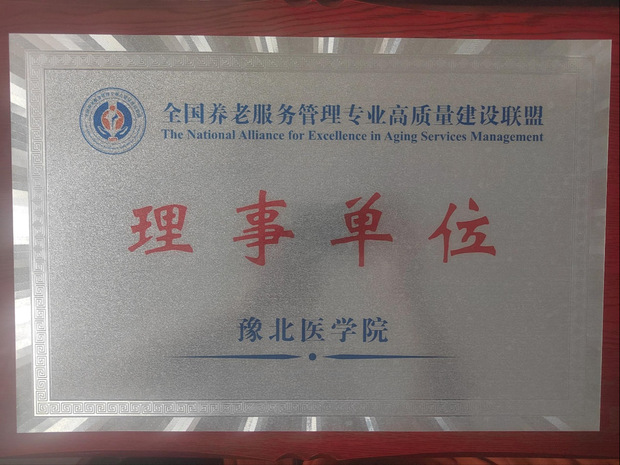 全国养老服务管理专业高质量建设联盟
The National Alliance for Excellence in Aging Services Management
理事单位
豫北医学院